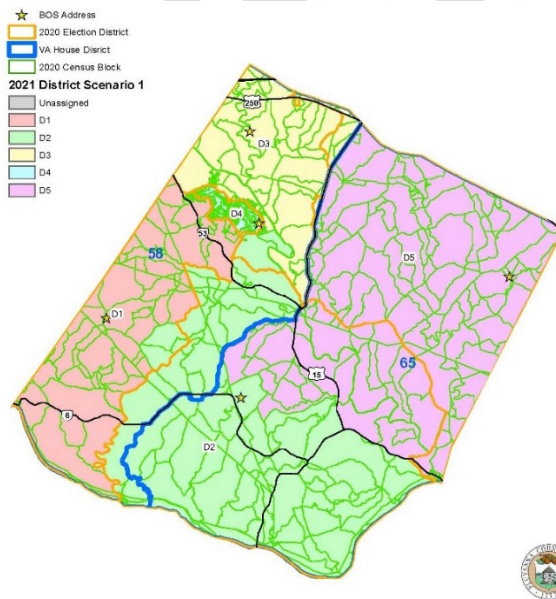 BOS Address
2020 Election District
VA House Disrict
2020 Census Block
2021 District Scenario 1
Unassigned
D1
D2
D3
D4
D5
250
D3
D4
53
58
D5
D1
65
15
6
D2